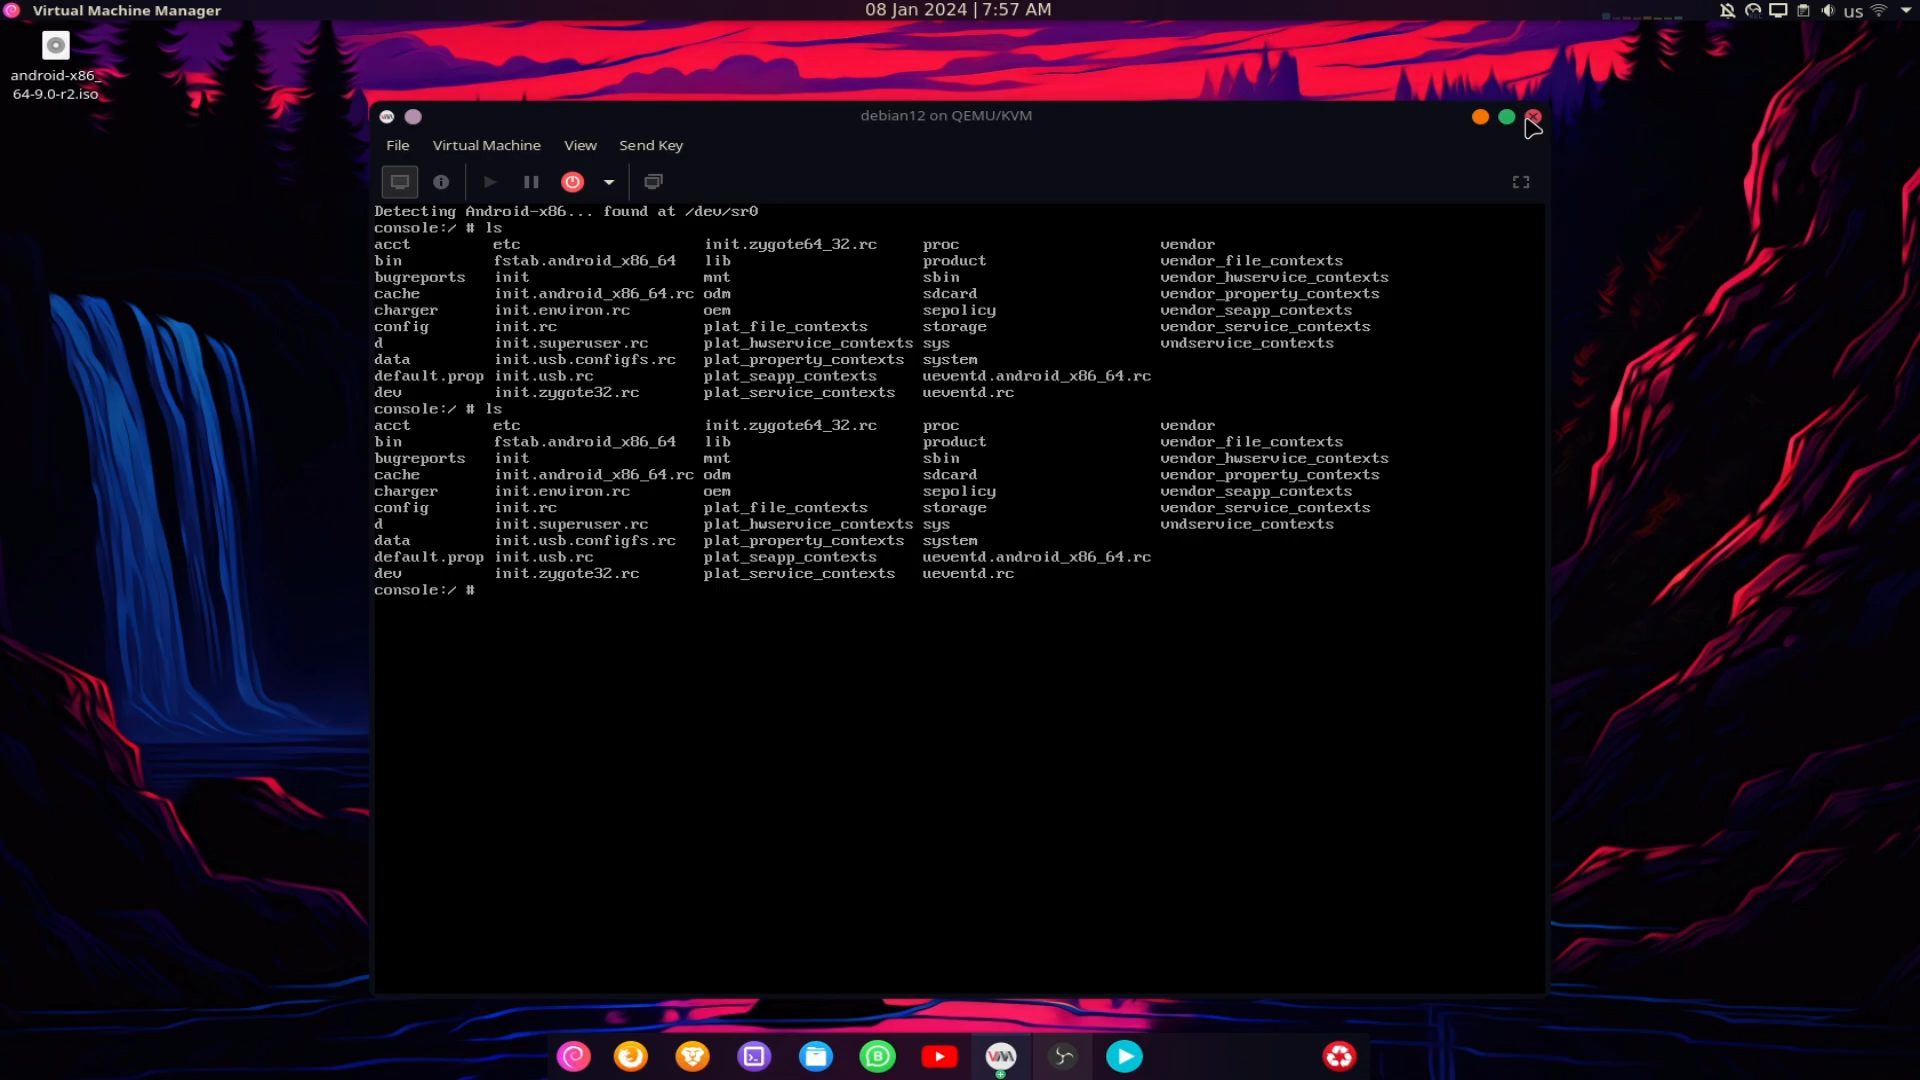 Virtual Machine Manager
08 Jan 2024 | 7:57 AM
us
android-x86_
64-9.0-r2.iso
debian12 on QEMU/KVM
File Virtual Machine View Send Key
Detecting Android-x86... found at /dev/sr0
console:/ # ls
acct etc init.zygote64_32.rc proc vendor
bin fstab.android_x86_64 lib product vendor_file_contexts
bugreports init mnt sbin vendor_hwservice_contexts
cache init.android_x86_64.rc odm sdcard vendor_property_contexts
charger init.environ.rc oem sepolicy vendor_seapp_contexts
config init.rc plat_file_contexts storage vendor_service_contexts
d init.superuser.rc plat_hwservice_contexts sys vndservice_contexts
data init.usb.configfs.rc plat_property_contexts system
default.prop init.usb.rc plat_seapp_contexts ueventd.android_x86_64.rc
dev init.zygote32.rc plat_service_contexts ueventd.rc
console:/ # ls
acct etc init.zygote64_32.rc proc vendor
bin fstab.android_x86_64 lib product vendor_file_contexts
bugreports init mnt sbin vendor_hwservice_contexts
cache init.android_x86_64.rc odm sdcard vendor_property_contexts
charger init.environ.rc oem sepolicy vendor_seapp_contexts
config init.rc plat_file_contexts storage vendor_service_contexts
d init.superuser.rc plat_hwservice_contexts sys vndservice_contexts
data init.usb.configfs.rc plat_property_contexts system
default.prop init.usb.rc plat_seapp_contexts ueventd.android_x86_64.rc
dev init.zygote32.rc plat_service_contexts ueventd.rc
console:/ #